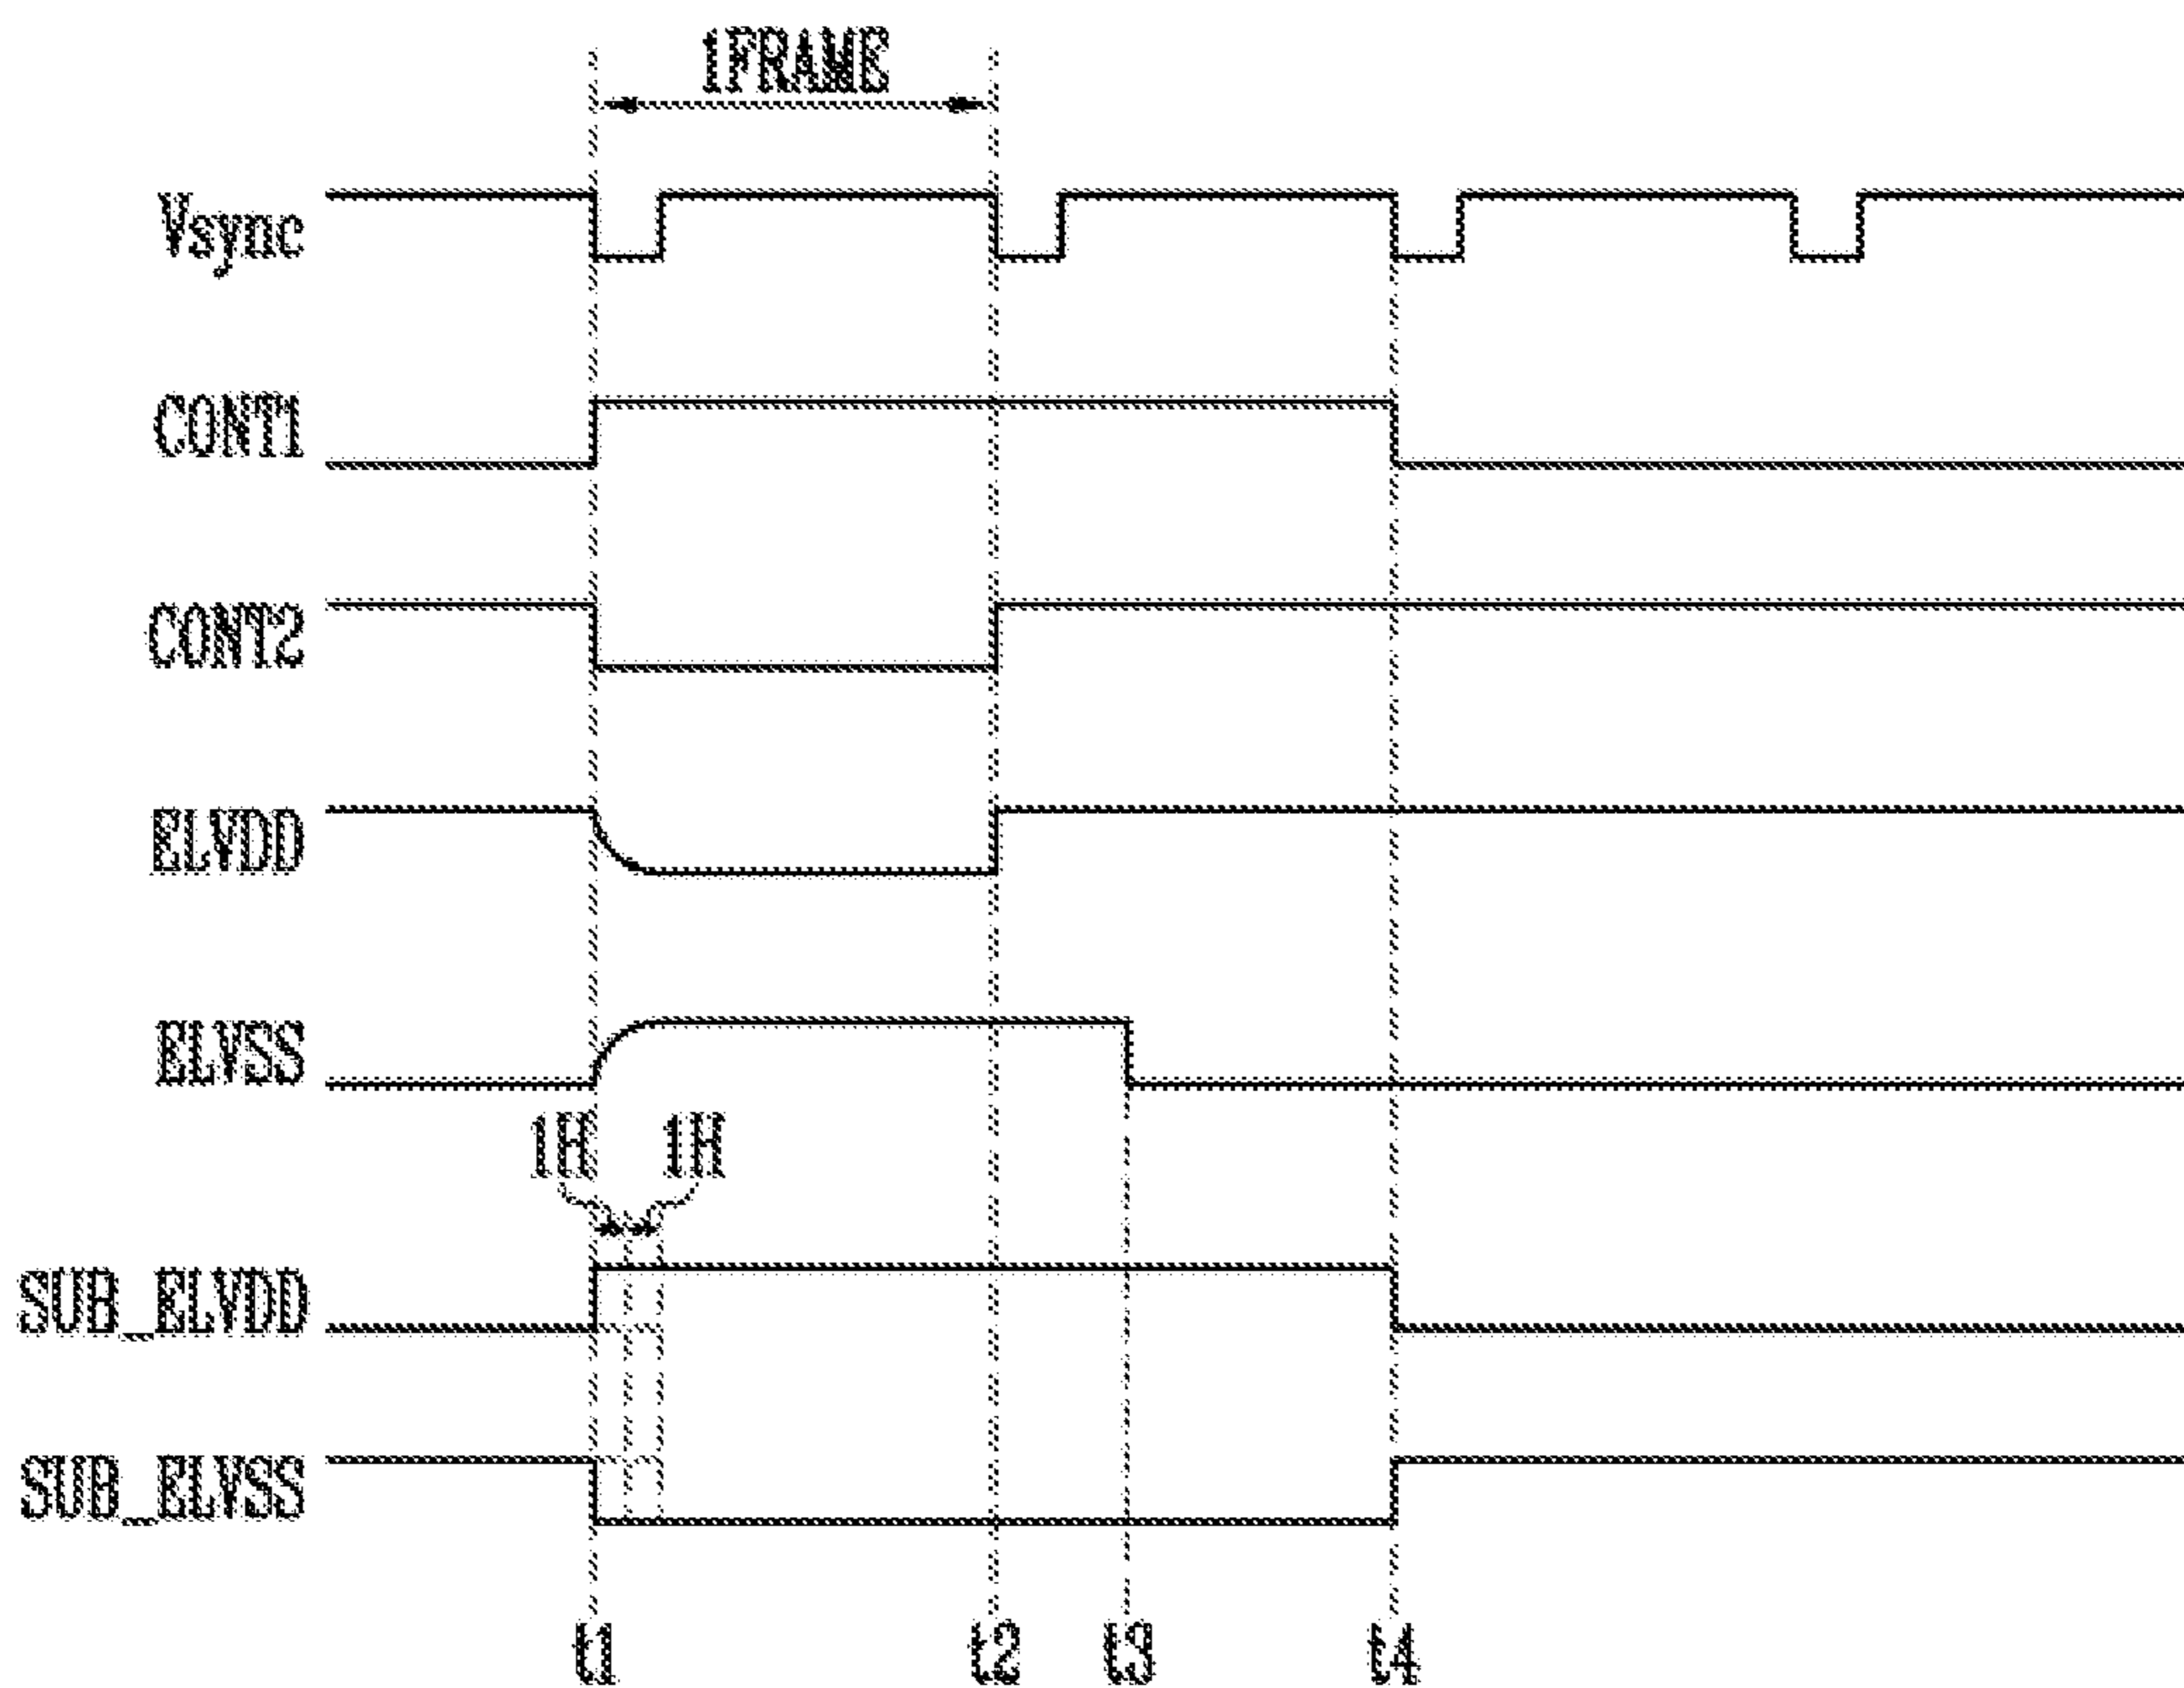 1FRAME
Vsync
CONT1
CONT2
ELVDD
ELVSS
1H 1H
SUB_ELVDD
SUB_ELVSS
t1 t2 t3 t4